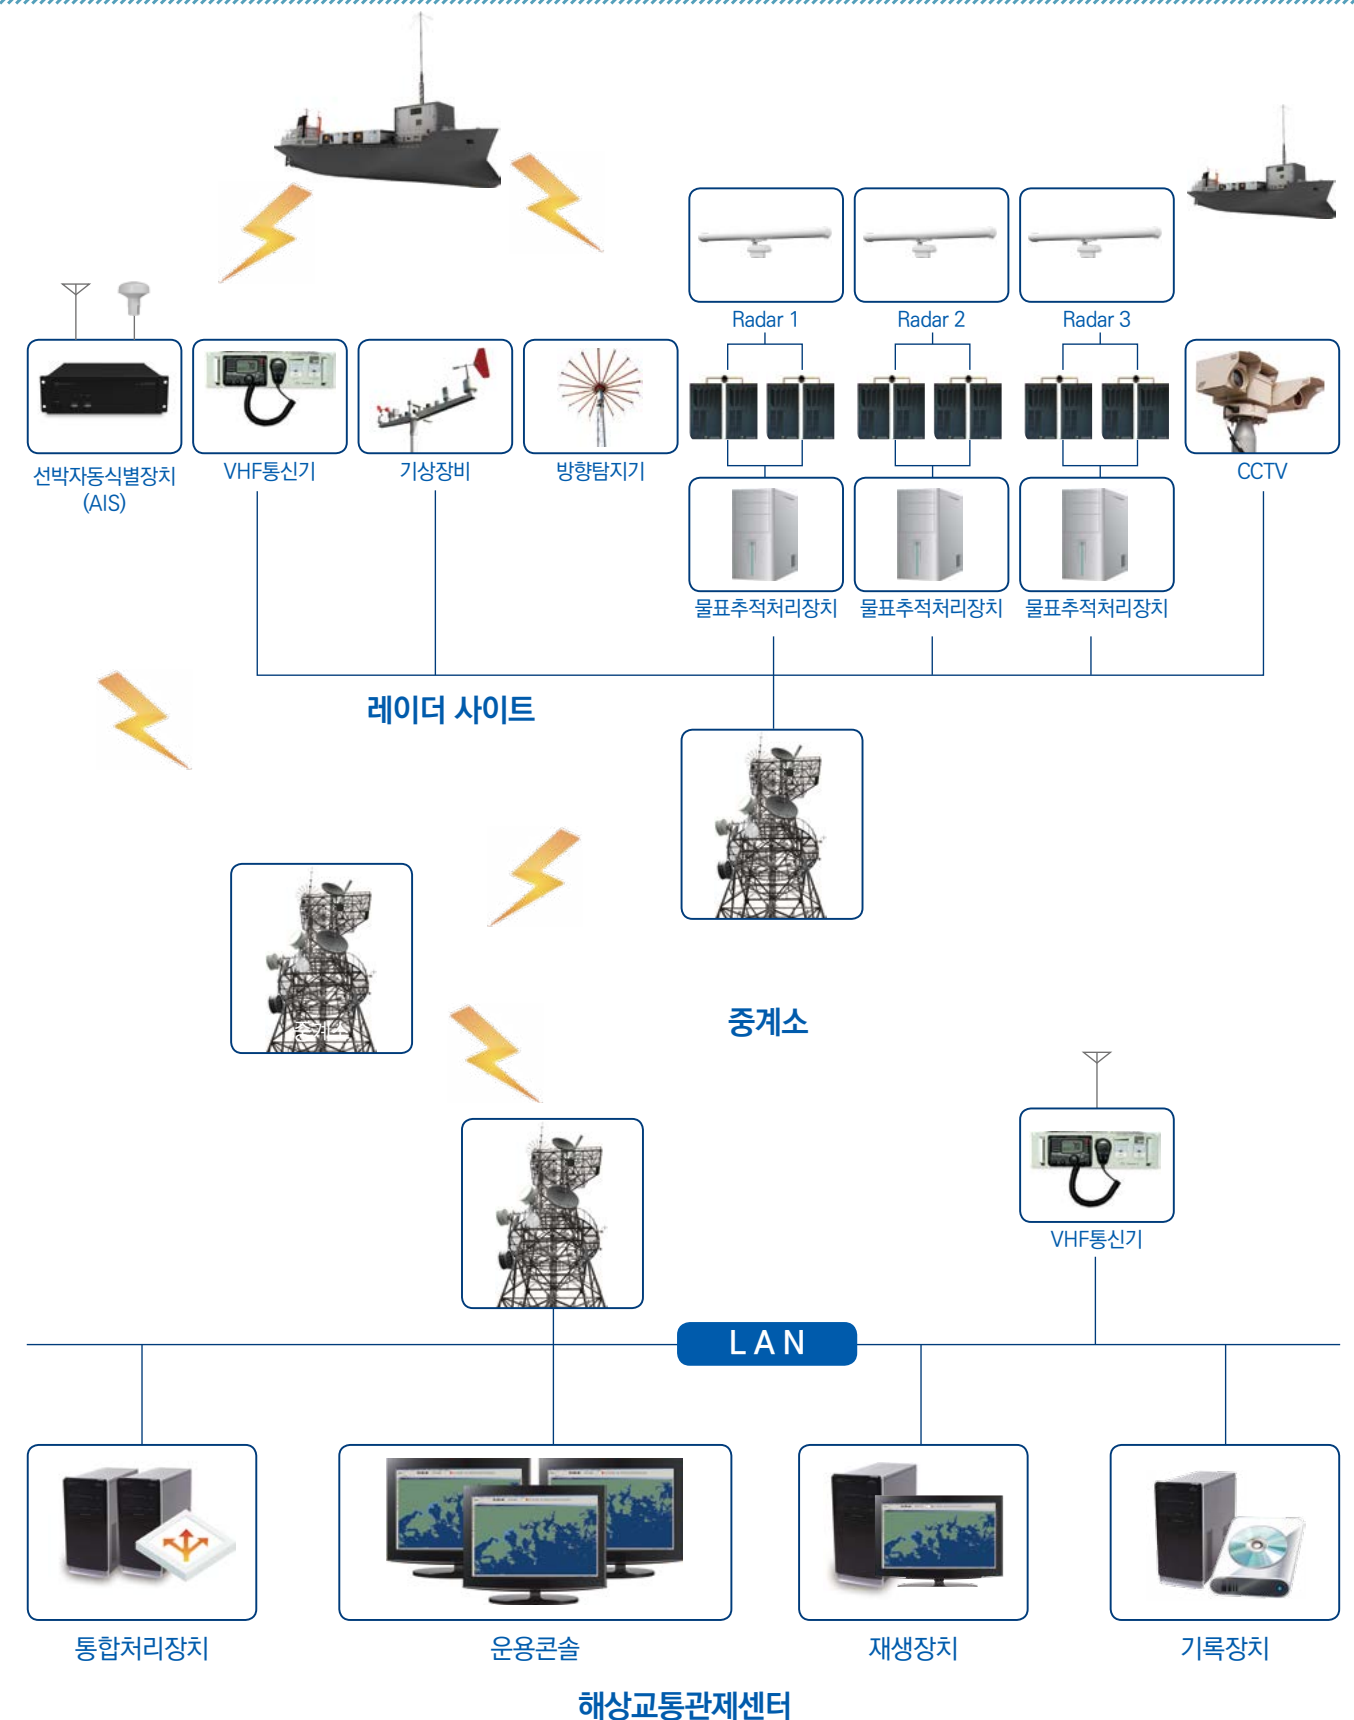 Radar 1
Radar 2
Radar 3
선박자동식별장치
(AIS)
VHF통신기
기상장비
방향탐지기
CCTV
물표추적처리장치
물표추적처리장치
물표추적처리장치
레이더 사이트
중계소
중계소
VHF통신기
LAN
통합처리장치
운용콘솔
재생장치
기록장치
해상교통관제센터